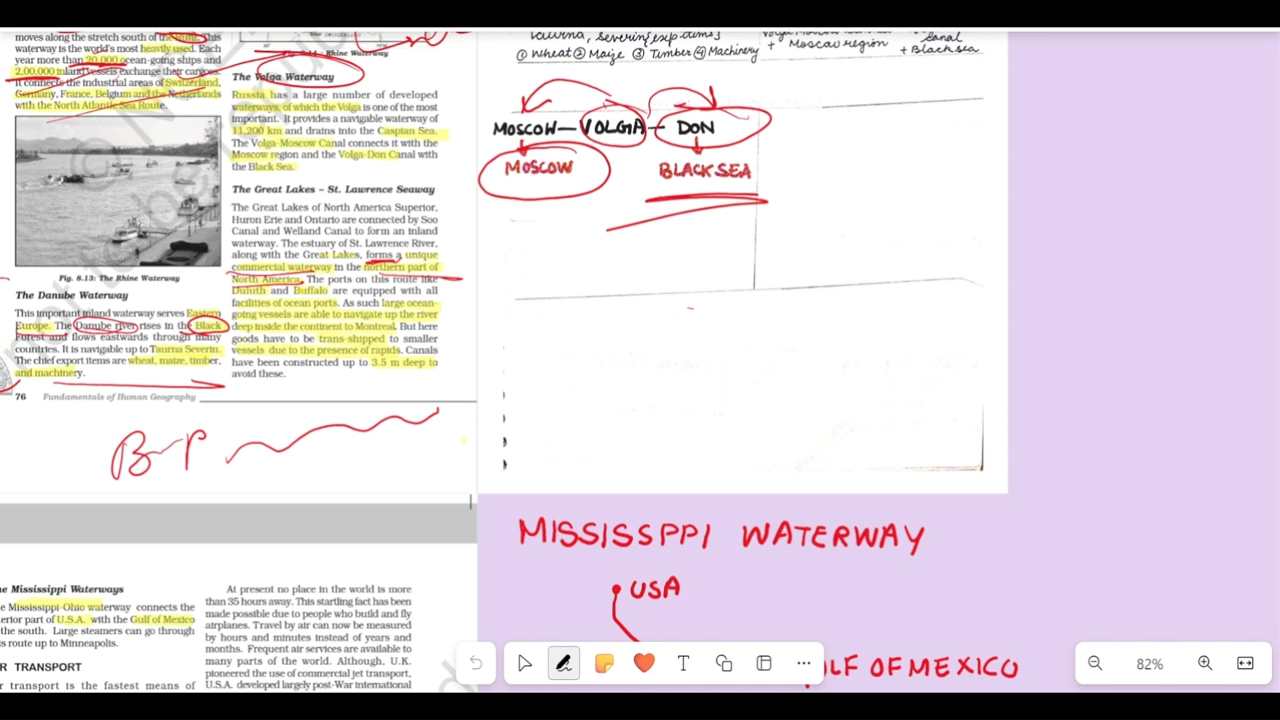 moves along the stretch south of the Ruhr. This
waterway is the world's most heavily used. Each
year more than 20,000 ocean-going ships and
2,00,000 inland vessels exchange their cargoes.
It connects the industrial areas of Switzerland,
Germany, France, Belgium and the Netherlands
with the North Atlantic Sea Route.
Fig. 8.13: The Rhine Waterway
The Danube Waterway
This important inland waterway serves Eastern
Europe. The Danube river rises in the Black
Forest and flows eastwards through many
countries. It is navigable up to Taurna Severin.
The chief export items are wheat, maize, timber,
and machinery.
76 Fundamentals of Human Geography
Rhine Waterway
The Volga Waterway
Russia has a large number of developed
waterways, of which the Volga is one of the most
important. It provides a navigable waterway of
11,200 km and drains into the Caspian Sea.
The Volga-Moscow Canal connects it with the
Moscow region and the Volga-Don Canal with
the Black Sea.
The Great Lakes – St. Lawrence Seaway
The Great Lakes of North America Superior,
Huron Erie and Ontario are connected by Soo
Canal and Welland Canal to form an inland
waterway. The estuary of St. Lawrence River,
along with the Great Lakes, forms a unique
commercial waterway in the northern part of
North America. The ports on this route like
Duluth and Buffalo are equipped with all
facilities of ocean ports. As such large ocean-
going vessels are able to navigate up the river
deep inside the continent to Montreal. But here
goods have to be trans-shipped to smaller
vessels due to the presence of rapids. Canals
have been constructed up to 3.5 m deep to
avoid these.
B-P
e Mississippi Waterways
e Mississippi-Ohio waterway connects the
erior part of U.S.A. with the Gulf of Mexico
the south. Large steamers can go through
is route up to Minneapolis.
R TRANSPORT
r transport is the fastest means of
At present no place in the world is more
than 35 hours away. This startling fact has been
made possible due to people who build and fly
airplanes. Travel by air can now be measured
by hours and minutes instead of years and
months. Frequent air services are available to
many parts of the world. Although, U.K.
pioneered the use of commercial jet transport,
U.S.A. developed largely post-War international
① Wheat ② Maize ③ Timber ④ Machinery
+ Moscow region
Canal
+ Black sea
MOSCOW — VOLGA — DON
MOSCOW BLACK SEA
MISSISSPPI WATERWAY
USA
LF OF MEXICO
T
82%